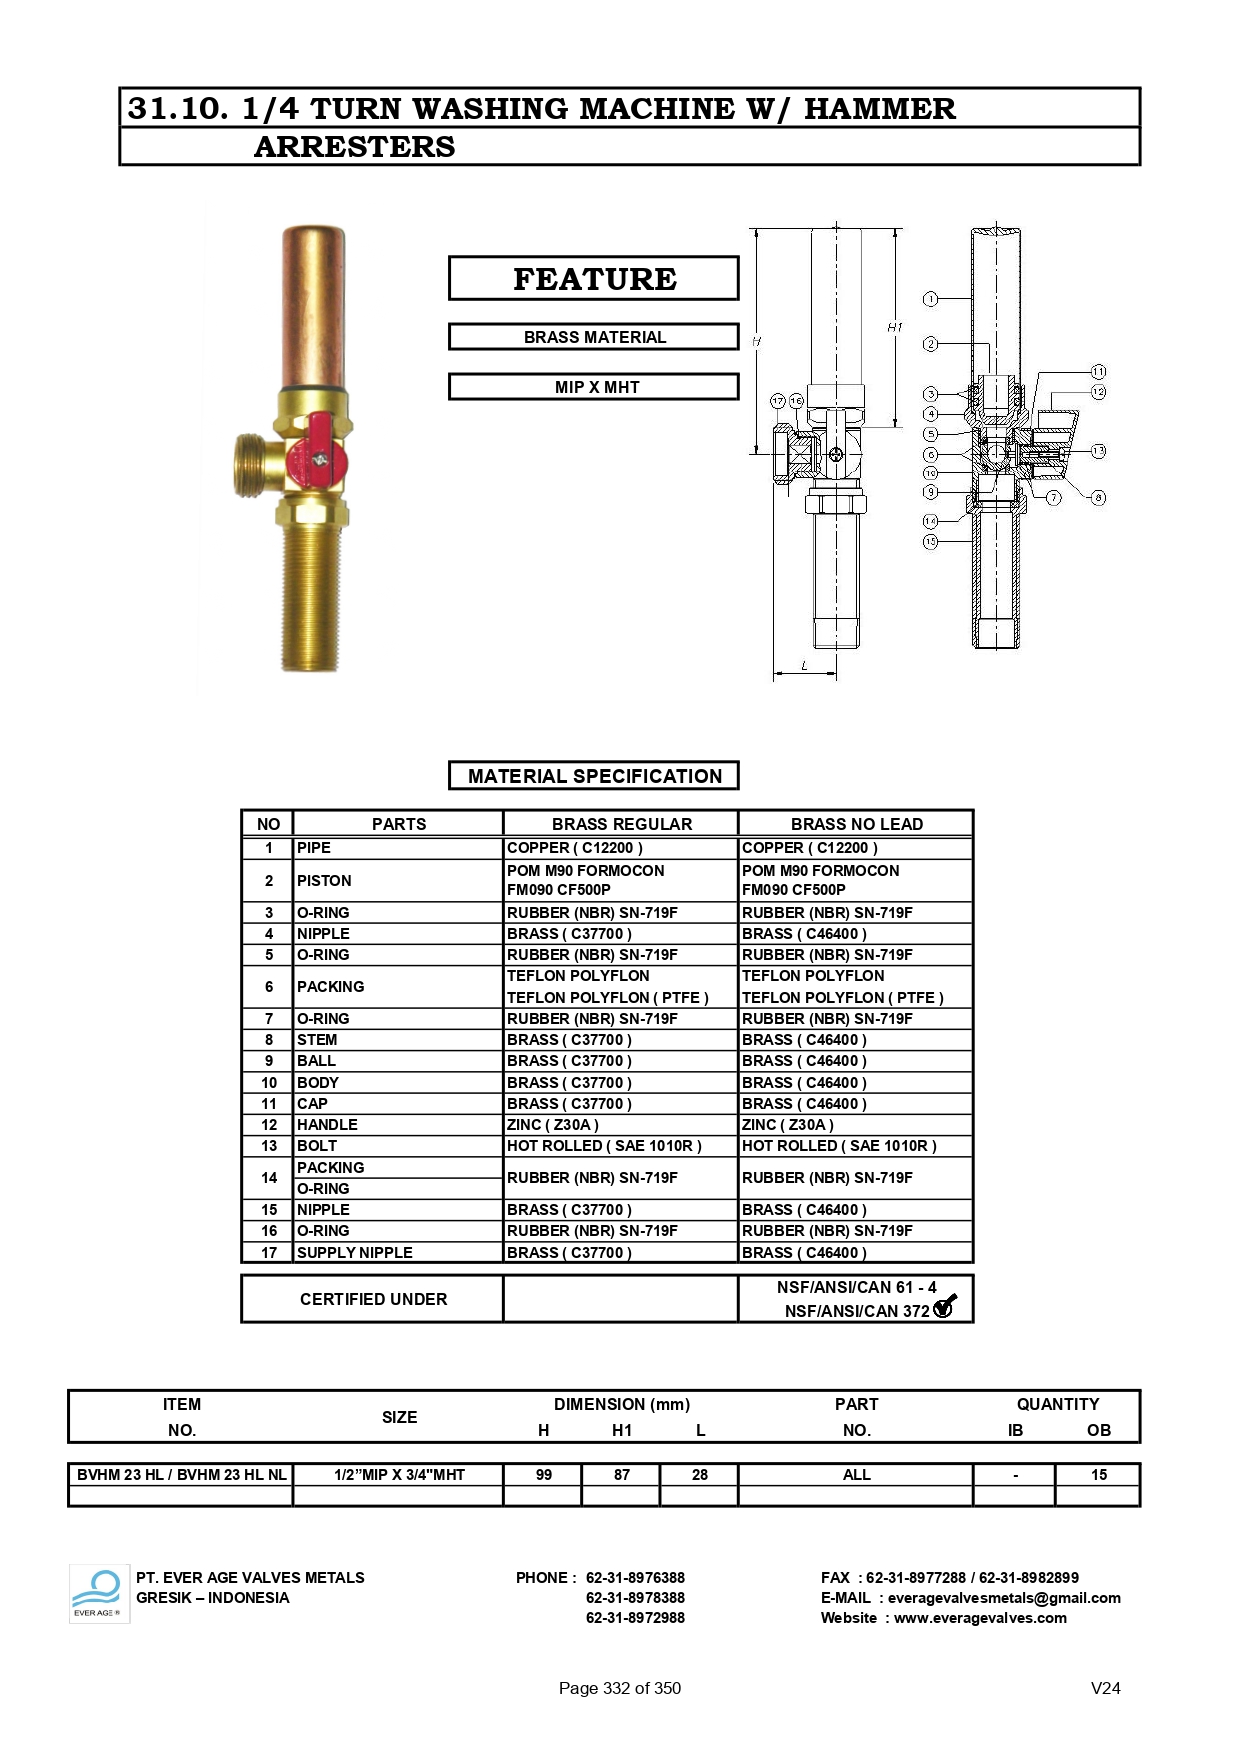 31.10. 1/4 TURN WASHING MACHINE W/ HAMMER
ARRESTERS
FEATURE
BRASS MATERIAL
MIP X MHT
H
H1
L
17 16
1
2
3
4
5
6
10
9
14
15
11
12
13
7
8
MATERIAL SPECIFICATION
NO PARTS BRASS REGULAR BRASS NO LEAD
1 PIPE COPPER ( C12200 ) COPPER ( C12200 )
2 PISTON POM M90 FORMOCON FM090 CF500P POM M90 FORMOCON FM090 CF500P
3 O-RING RUBBER (NBR) SN-719F RUBBER (NBR) SN-719F
4 NIPPLE BRASS ( C37700 ) BRASS ( C46400 )
5 O-RING RUBBER (NBR) SN-719F RUBBER (NBR) SN-719F
6 PACKING TEFLON POLYFLON TEFLON POLYFLON
TEFLON POLYFLON ( PTFE ) TEFLON POLYFLON ( PTFE )
7 O-RING RUBBER (NBR) SN-719F RUBBER (NBR) SN-719F
8 STEM BRASS ( C37700 ) BRASS ( C46400 )
9 BALL BRASS ( C37700 ) BRASS ( C46400 )
10 BODY BRASS ( C37700 ) BRASS ( C46400 )
11 CAP BRASS ( C37700 ) BRASS ( C46400 )
12 HANDLE ZINC ( Z30A ) ZINC ( Z30A )
13 BOLT HOT ROLLED ( SAE 1010R ) HOT ROLLED ( SAE 1010R )
14 PACKING RUBBER (NBR) SN-719F RUBBER (NBR) SN-719F
O-RING
15 NIPPLE BRASS ( C37700 ) BRASS ( C46400 )
16 O-RING RUBBER (NBR) SN-719F RUBBER (NBR) SN-719F
17 SUPPLY NIPPLE BRASS ( C37700 ) BRASS ( C46400 )
CERTIFIED UNDER NSF/ANSI/CAN 61 - 4
NSF/ANSI/CAN 372
ITEM SIZE DIMENSION (mm) PART QUANTITY
NO. H H1 L NO. IB OB
BVHM 23 HL / BVHM 23 HL NL 1/2”MIP X 3/4"MHT 99 87 28 ALL - 15
EVER AGE ®
PT. EVER AGE VALVES METALS PHONE : 62-31-8976388 FAX : 62-31-8977288 / 62-31-8982899
GRESIK – INDONESIA 62-31-8978388 E-MAIL : everagevalvesmetals@gmail.com
62-31-8972988 Website : www.everagevalves.com
Page 332 of 350 V24